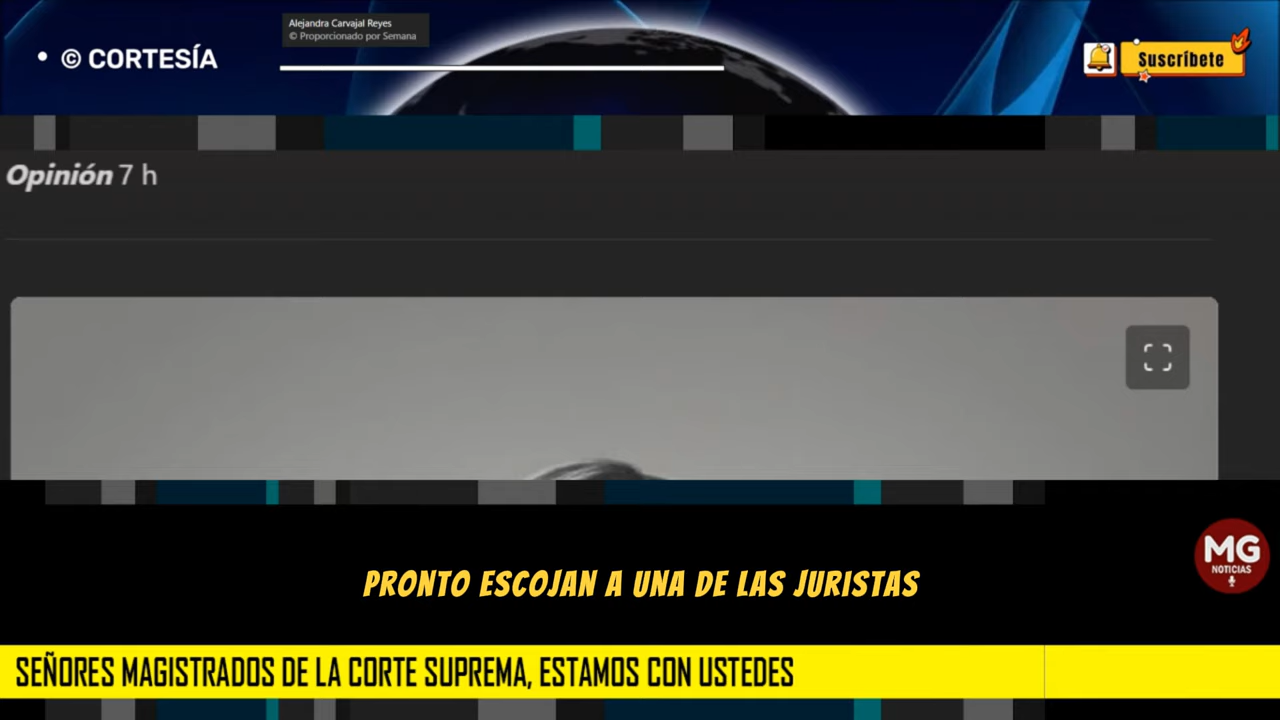 Alejandra Carvajal Reyes
© Proporcionado por Semana
• © CORTESÍA
Suscríbete
Opinión 7 h
MG
NOTICIAS
PRONTO ESCOJAN A UNA DE LAS JURISTAS
SEÑORES MAGISTRADOS DE LA CORTE SUPREMA, ESTAMOS CON USTEDES